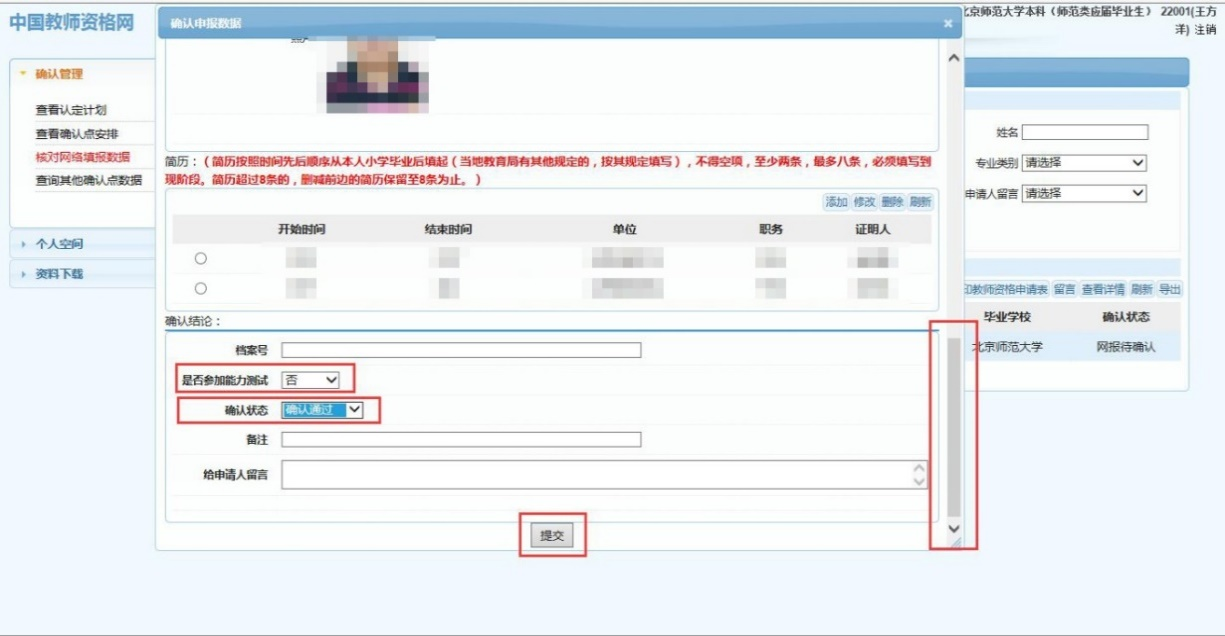 中国教师资格网
北京师范大学本科（师范类应届毕业生） 22001(王方
洋) 注销
确认申报数据
确认管理
查看认定计划
查看确认点安排
核对网络填报数据
查询其他确认点数据
个人空间
资料下载
姓名
专业类别 请选择
申请人留言 请选择
简历：（简历按照时间先后顺序从本人小学毕业后填起（当地教育局有其他规定的，按其规定填写），不得空项，至少两条，最多八条，必须填写到
现阶段。简历超过8条的，删减前边的简历保留至8条为止。）
添加 修改 删除 刷新
开始时间 结束时间 单位 职务 证明人
印教师资格申请表 留言 查看详情 刷新 导出
毕业学校 确认状态
北京师范大学 网报待确认
确认结论：
档案号
是否参加能力测试 否
确认状态 确认通过
备注
给申请人留言
提交